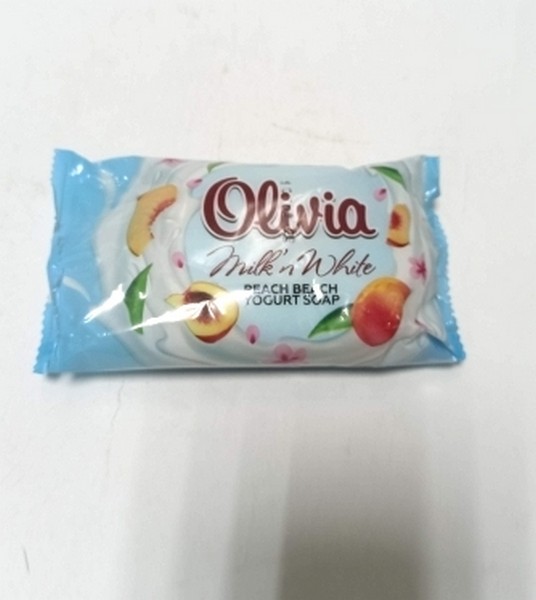 Olivia
Milk'n White
PEACH BEACH
YOGURT SOAP